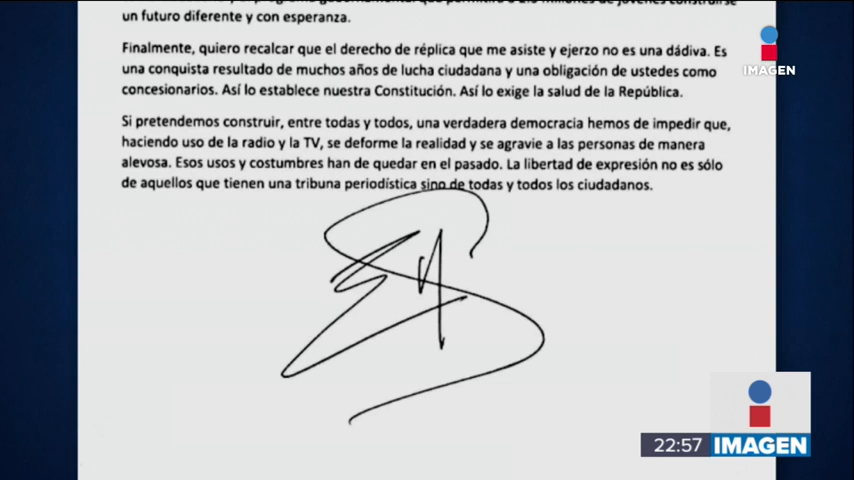 un futuro diferente y con esperanza.
Finalmente, quiero recalcar que el derecho de réplica que me asiste y ejerzo no es una dádiva. Es
una conquista resultado de muchos años de lucha ciudadana y una obligación de ustedes como
concesionarios. Así lo establece nuestra Constitución. Así lo exige la salud de la República.
Si pretendemos construir, entre todas y todos, una verdadera democracia hemos de impedir que,
haciendo uso de la radio y la TV, se deforme la realidad y se agravie a las personas de manera
alevosa. Esos usos y costumbres han de quedar en el pasado. La libertad de expresión no es sólo
de aquellos que tienen una tribuna periodística sino de todas y todos los ciudadanos.
IMAGEN
22:57 IMAGEN